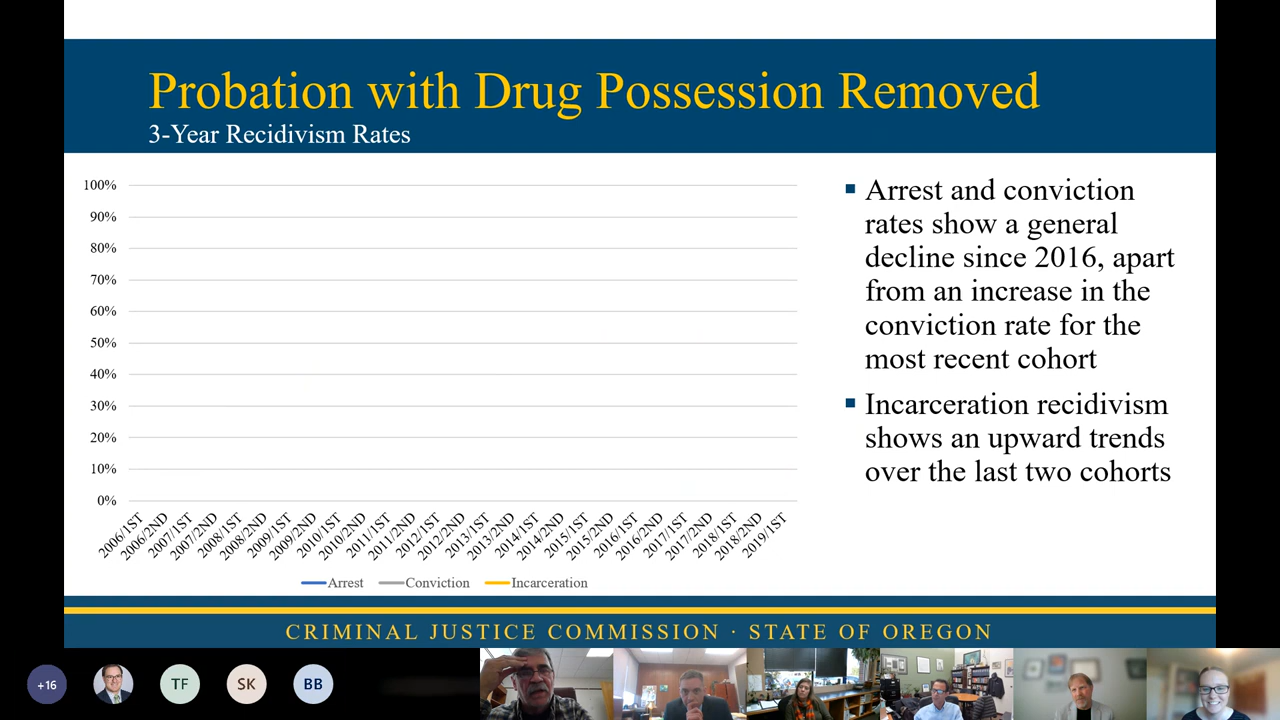 Probation with Drug Possession Removed
3-Year Recidivism Rates
100%
90%
80%
70%
60%
50%
40%
30%
20%
10%
0%
2006/1ST
2006/2ND
2007/1ST
2007/2ND
2008/1ST
2008/2ND
2009/1ST
2009/2ND
2010/1ST
2010/2ND
2011/1ST
2011/2ND
2012/1ST
2012/2ND
2013/1ST
2013/2ND
2014/1ST
2014/2ND
2015/1ST
2015/2ND
2016/1ST
2016/2ND
2017/1ST
2017/2ND
2018/1ST
2018/2ND
2019/1ST
Arrest Conviction Incarceration
Arrest and conviction
rates show a general
decline since 2016, apart
from an increase in the
conviction rate for the
most recent cohort
Incarceration recidivism
shows an upward trends
over the last two cohorts
CRIMINAL JUSTICE COMMISSION · STATE OF OREGON
+16 TF SK BB